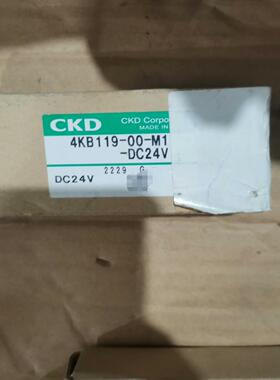 CKD CKD Corpo
MADE IN
4KB119-00-M1
-DC24V
2229 G
DC24V